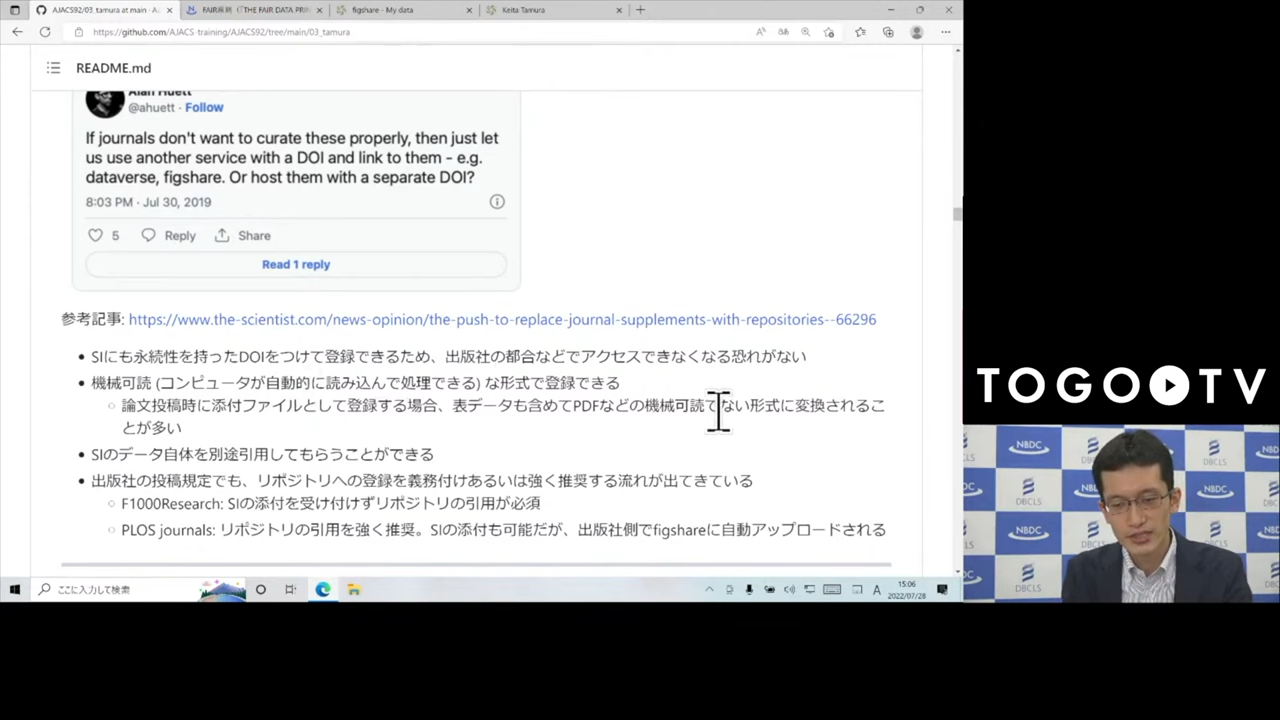 AJACS92/03_tamura at main · A
FAIR原則（「THE FAIR DATA PRIN
figshare - My data
Keita Tamura
https://github.com/AJACS-training/AJACS92/tree/main/03_tamura
README.md
Alan Huett
@ahuett · Follow
If journals don't want to curate these properly, then just let
us use another service with a DOI and link to them - e.g.
dataverse, figshare. Or host them with a separate DOI?
8:03 PM · Jul 30, 2019
5 Reply Share
Read 1 reply
参考記事: https://www.the-scientist.com/news-opinion/the-push-to-replace-journal-supplements-with-repositories--66296
• SIにも永続性を持ったDOIをつけて登録できるため、出版社の都合などでアクセスできなくなる恐れがない
• 機械可読 (コンピュータが自動的に読み込んで処理できる) な形式で登録できる
○ 論文投稿時に添付ファイルとして登録する場合、表データも含めてPDFなどの機械可読でない形式に変換されるこ
とが多い
• SIのデータ自体を別途引用してもらうことができる
• 出版社の投稿規定でも、リポジトリへの登録を義務付けあるいは強く推奨する流れが出てきている
○ F1000Research: SIの添付を受け付けずリポジトリの引用が必須
○ PLOS journals: リポジトリの引用を強く推奨。SIの添付も可能だが、出版社側でfigshareに自動アップロードされる
ここに入力して検索
A
15:06
2022/07/28
TOGO TV
NBDC
DBCLS
NBDC
DBCLS
NBDC
DBCLS
NBDC
DBCLS
NBDC
DBCLS